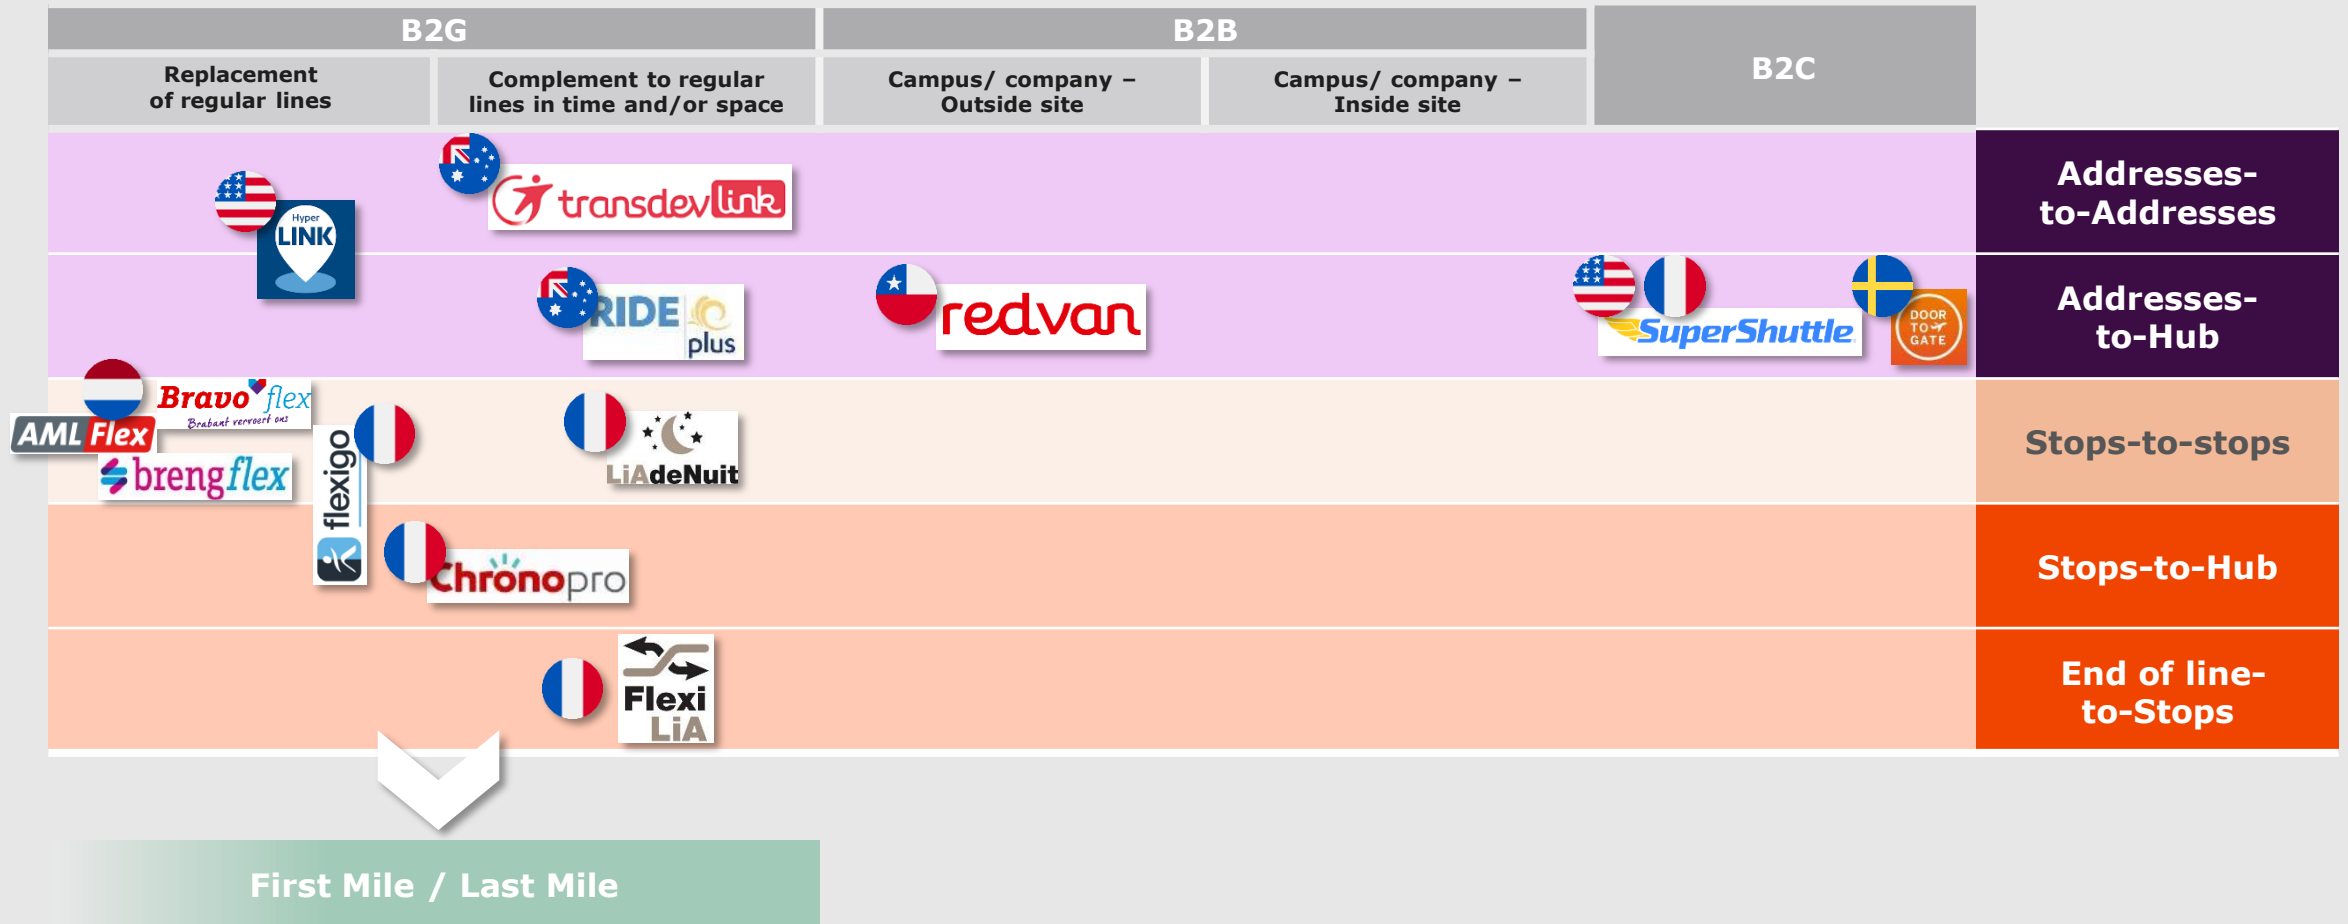 B2G
B2B
B2C
Replacement
of regular lines
Complement to regular
lines in time and/or space
Campus/ company –
Outside site
Campus/ company –
Inside site
Addresses-
to-Addresses
transdev link
Hyper
LINK
Addresses-
to-Hub
RIDE
plus
redvan
SuperShuttle
DOOR
TO
GATE
Stops-to-stops
Bravo flex
Brabant vervoert ons
AML Flex
brengflex
flexigo
LiAdeNuit
Stops-to-Hub
Chronopro
End of line-
to-Stops
Flexi
LiA
First Mile / Last Mile